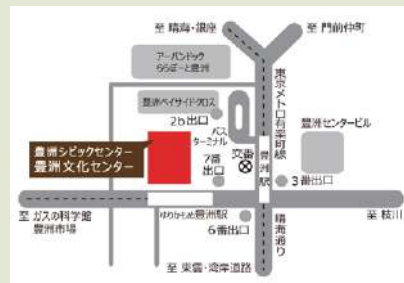 至 晴海・銀座
至 門前仲町
アーバンドック
ららぽーと豊洲
東京メトロ有楽町線
豊洲ベイサイドクロス
2b出口
バス
ターミナル
豊洲センタービル
豊洲シビックセンター
豊洲文化センター
7番
出口
交番
豊洲駅
3番出口
至 ガスの科学館
豊洲市場
ゆりかもめ豊洲駅
6番出口
晴海通り
至 枝川
至 東雲・湾岸道路